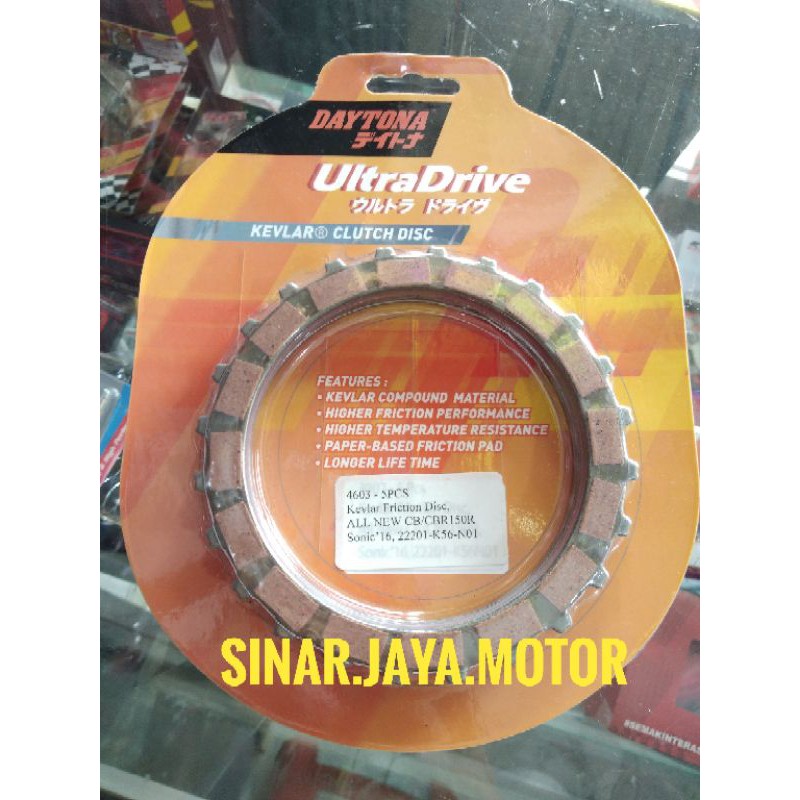 DAYTONA
デイトナ
UltraDrive
ウルトラ ドライヴ
KEVLAR® CLUTCH DISC
FEATURES :
• KEVLAR COMPOUND MATERIAL
• HIGHER FRICTION PERFORMANCE
• HIGHER TEMPERATURE RESISTANCE
• PAPER-BASED FRICTION PAD
• LONGER LIFE TIME
4603 - 5PCS
Kevlar Friction Disc,
ALL NEW CB/CBR150R
Sonic'16, 22201-K56-N01
SINAR.JAYA.MOTOR
#SEMAKINTERAS